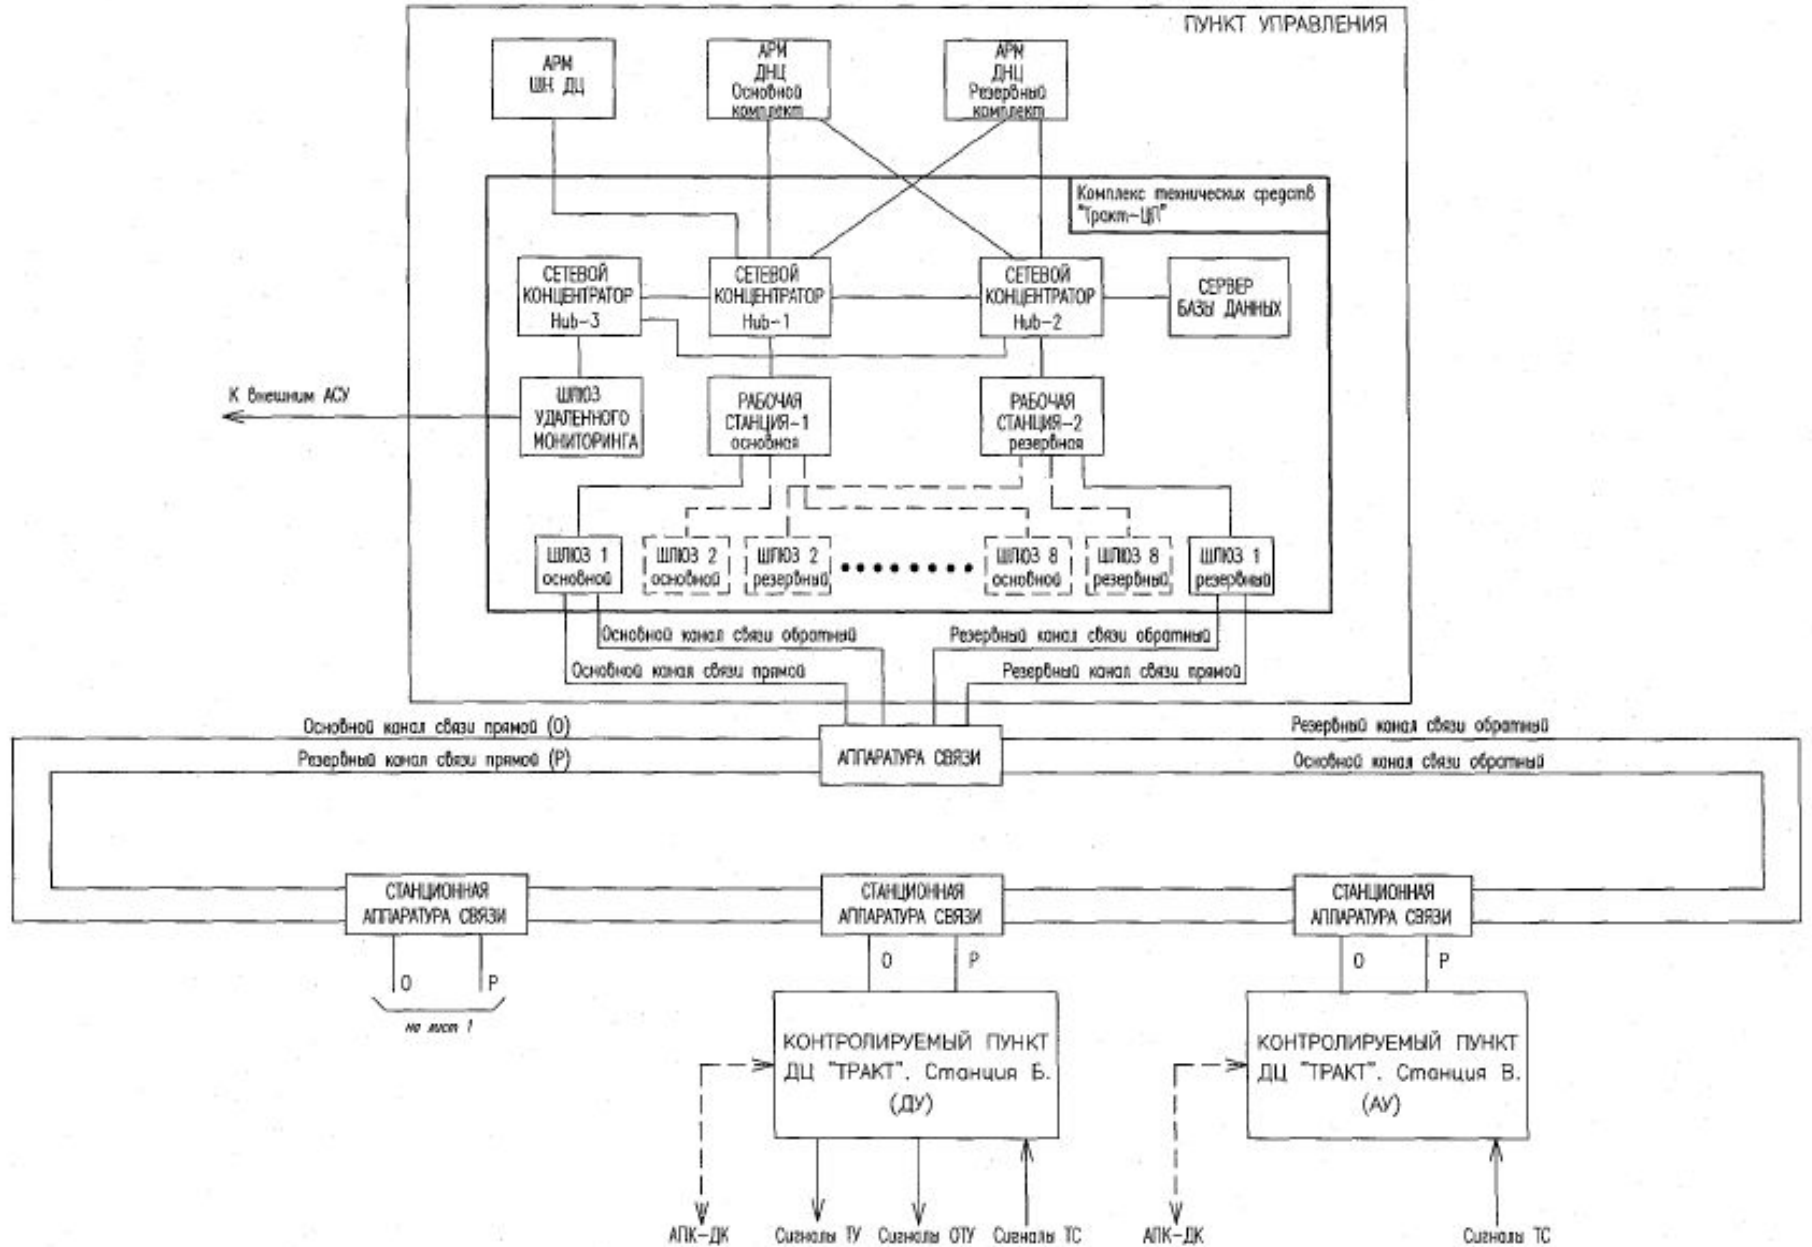 ПУНКТ УПРАВЛЕНИЯ
АРМ
ШН ДЦ
АРМ
ДНЦ
Основной
комплект
АРМ
ДНЦ
Резервный
комплект
Комплекс технических средств
"Тракт-ЦП"
СЕТЕВОЙ
КОНЦЕНТРАТОР
Hub-3
СЕТЕВОЙ
КОНЦЕНТРАТОР
Hub-1
СЕТЕВОЙ
КОНЦЕНТРАТОР
Hub-2
СЕРВЕР
БАЗЫ ДАННЫХ
К внешним АСУ
ШЛЮЗ
УДАЛЕННОГО
МОНИТОРИНГА
РАБОЧАЯ
СТАНЦИЯ-1
основная
РАБОЧАЯ
СТАНЦИЯ-2
резервная
ШЛЮЗ 1
основной
ШЛЮЗ 2
основной
ШЛЮЗ 2
резервный
ШЛЮЗ 8
основной
ШЛЮЗ 8
резервный
ШЛЮЗ 1
резервный
Основной канал связи обратный
Резервный канал связи обратный
Основной канал связи прямой
Резервный канал связи прямой
Основной канал связи прямой (О)
Резервный канал связи обратный
Резервный канал связи прямой (Р)
АППАРАТУРА СВЯЗИ
Основной канал связи обратный
СТАНЦИОННАЯ
АППАРАТУРА СВЯЗИ
СТАНЦИОННАЯ
АППАРАТУРА СВЯЗИ
СТАНЦИОННАЯ
АППАРАТУРА СВЯЗИ
О
Р
О
Р
О
Р
на лист 1
КОНТРОЛИРУЕМЫЙ ПУНКТ
ДЦ "ТРАКТ". Станция Б.
(ДУ)
КОНТРОЛИРУЕМЫЙ ПУНКТ
ДЦ "ТРАКТ". Станция В.
(АУ)
АПК-ДК
Сигналы ТУ
Сигналы ОТУ
Сигналы ТС
АПК-ДК
Сигналы ТС